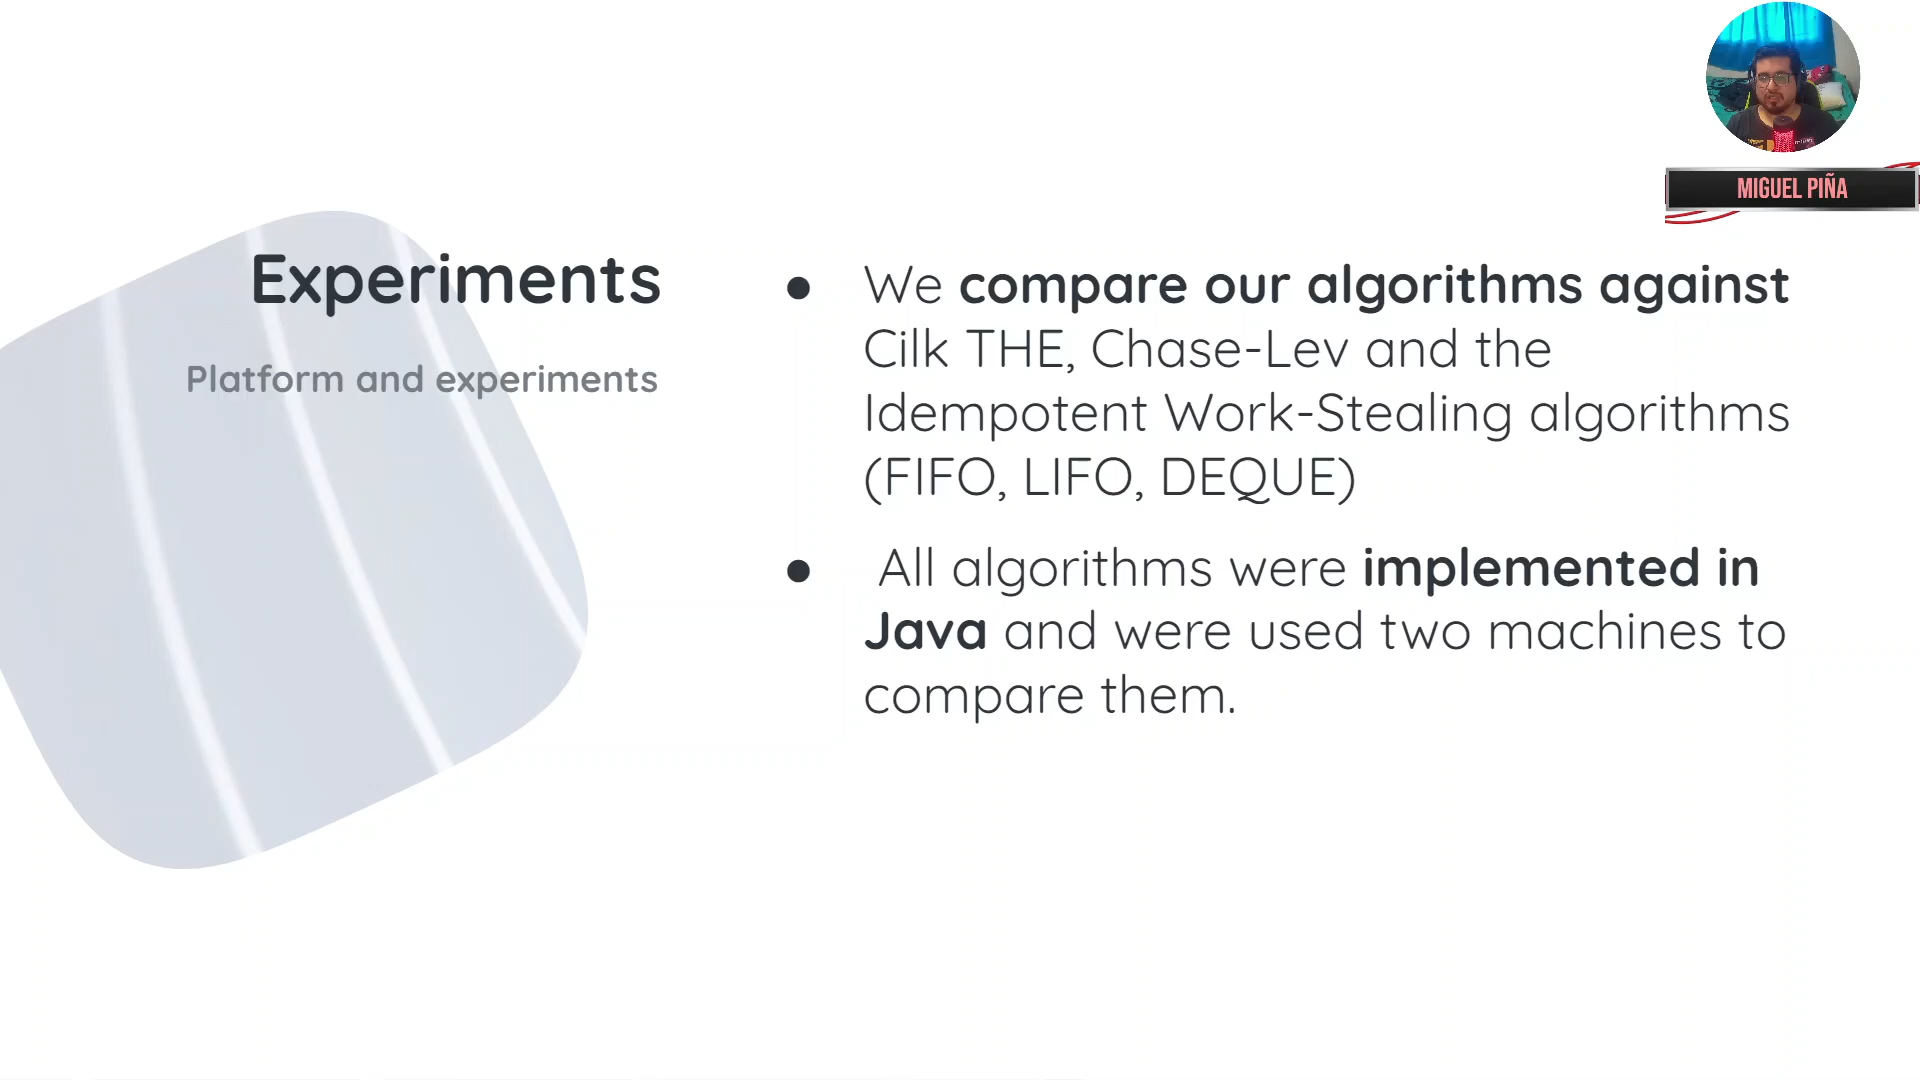 MIGUEL PIÑA
Experiments
Platform and experiments
● We compare our algorithms against
Cilk THE, Chase-Lev and the
Idempotent Work-Stealing algorithms
(FIFO, LIFO, DEQUE)
● All algorithms were implemented in
Java and were used two machines to
compare them.